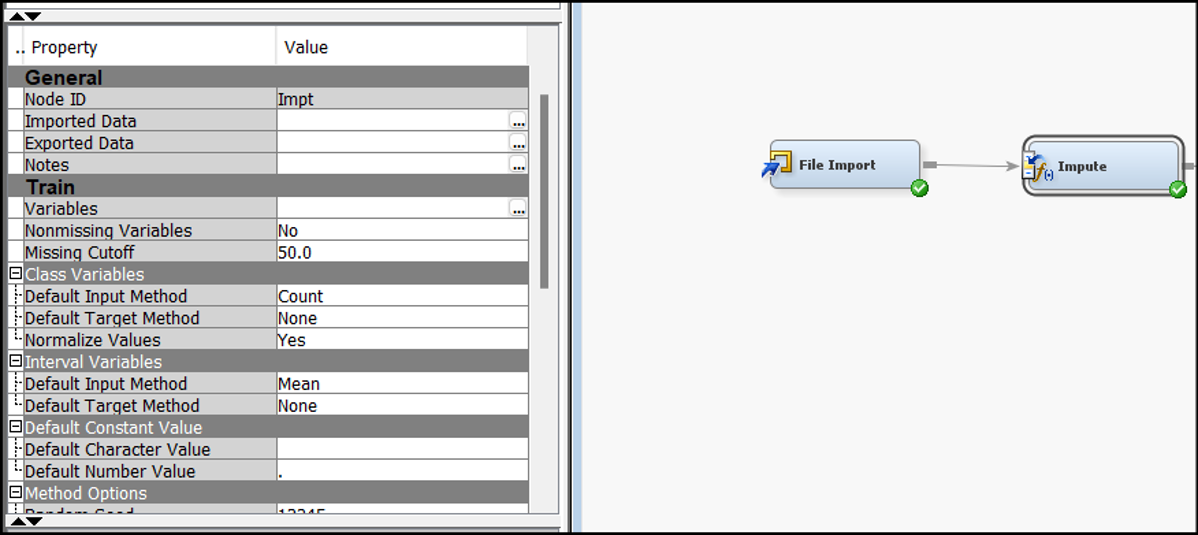 .. Property Value
General
Node ID Impt
Imported Data ...
Exported Data ...
Notes ...
Train
Variables ...
Nonmissing Variables No
Missing Cutoff 50.0
Class Variables
Default Input Method Count
Default Target Method None
Normalize Values Yes
Interval Variables
Default Input Method Mean
Default Target Method None
Default Constant Value
Default Character Value
Default Number Value .
Method Options
Random Seed 12345
File Import
Impute